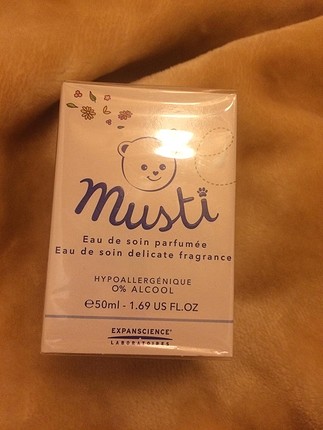 musti
Eau de soin parfumée
Eau de soin delicate fragrance
HYPOALLERGÉNIQUE
0% ALCOOL
℮50ml - 1.69 US FL.OZ
EXPANSCIENCE®
LABORATOIRES